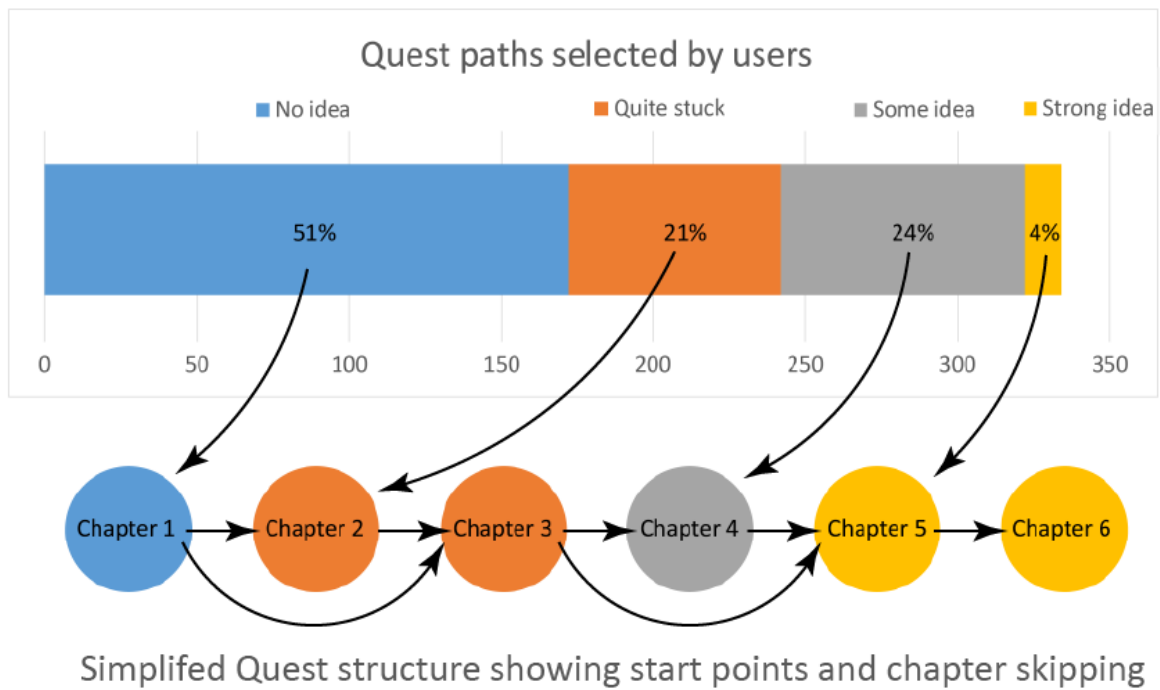 Quest paths selected by users
No idea Quite stuck Some idea Strong idea
51% 21% 24% 4%
0 50 100 150 200 250 300 350
Chapter 1 Chapter 2 Chapter 3 Chapter 4 Chapter 5 Chapter 6
Simplifed Quest structure showing start points and chapter skipping